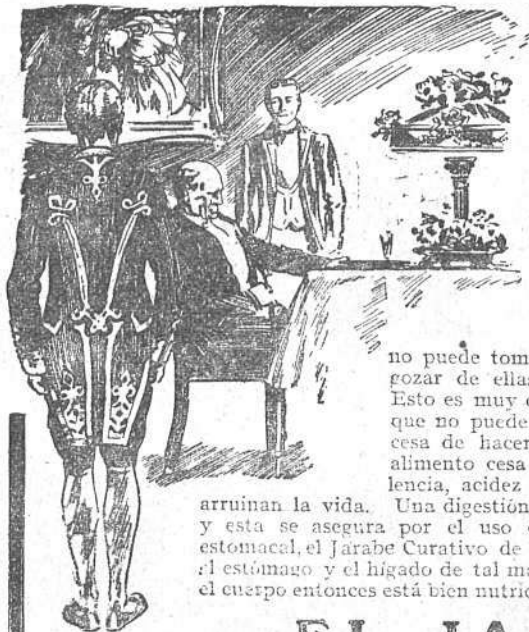 no puede tom
gozar de ellas
Esto es muy
que no puede
cesa de hacer
alimento cesa
lencia, acidez
arruinan la vida. Una digestión
y esta se asegura por el uso
estomacal, el Jarabe Curativo de
el estómago y el hígado de tal ma
el cuerpo entonces está bien nutrid
EL JA